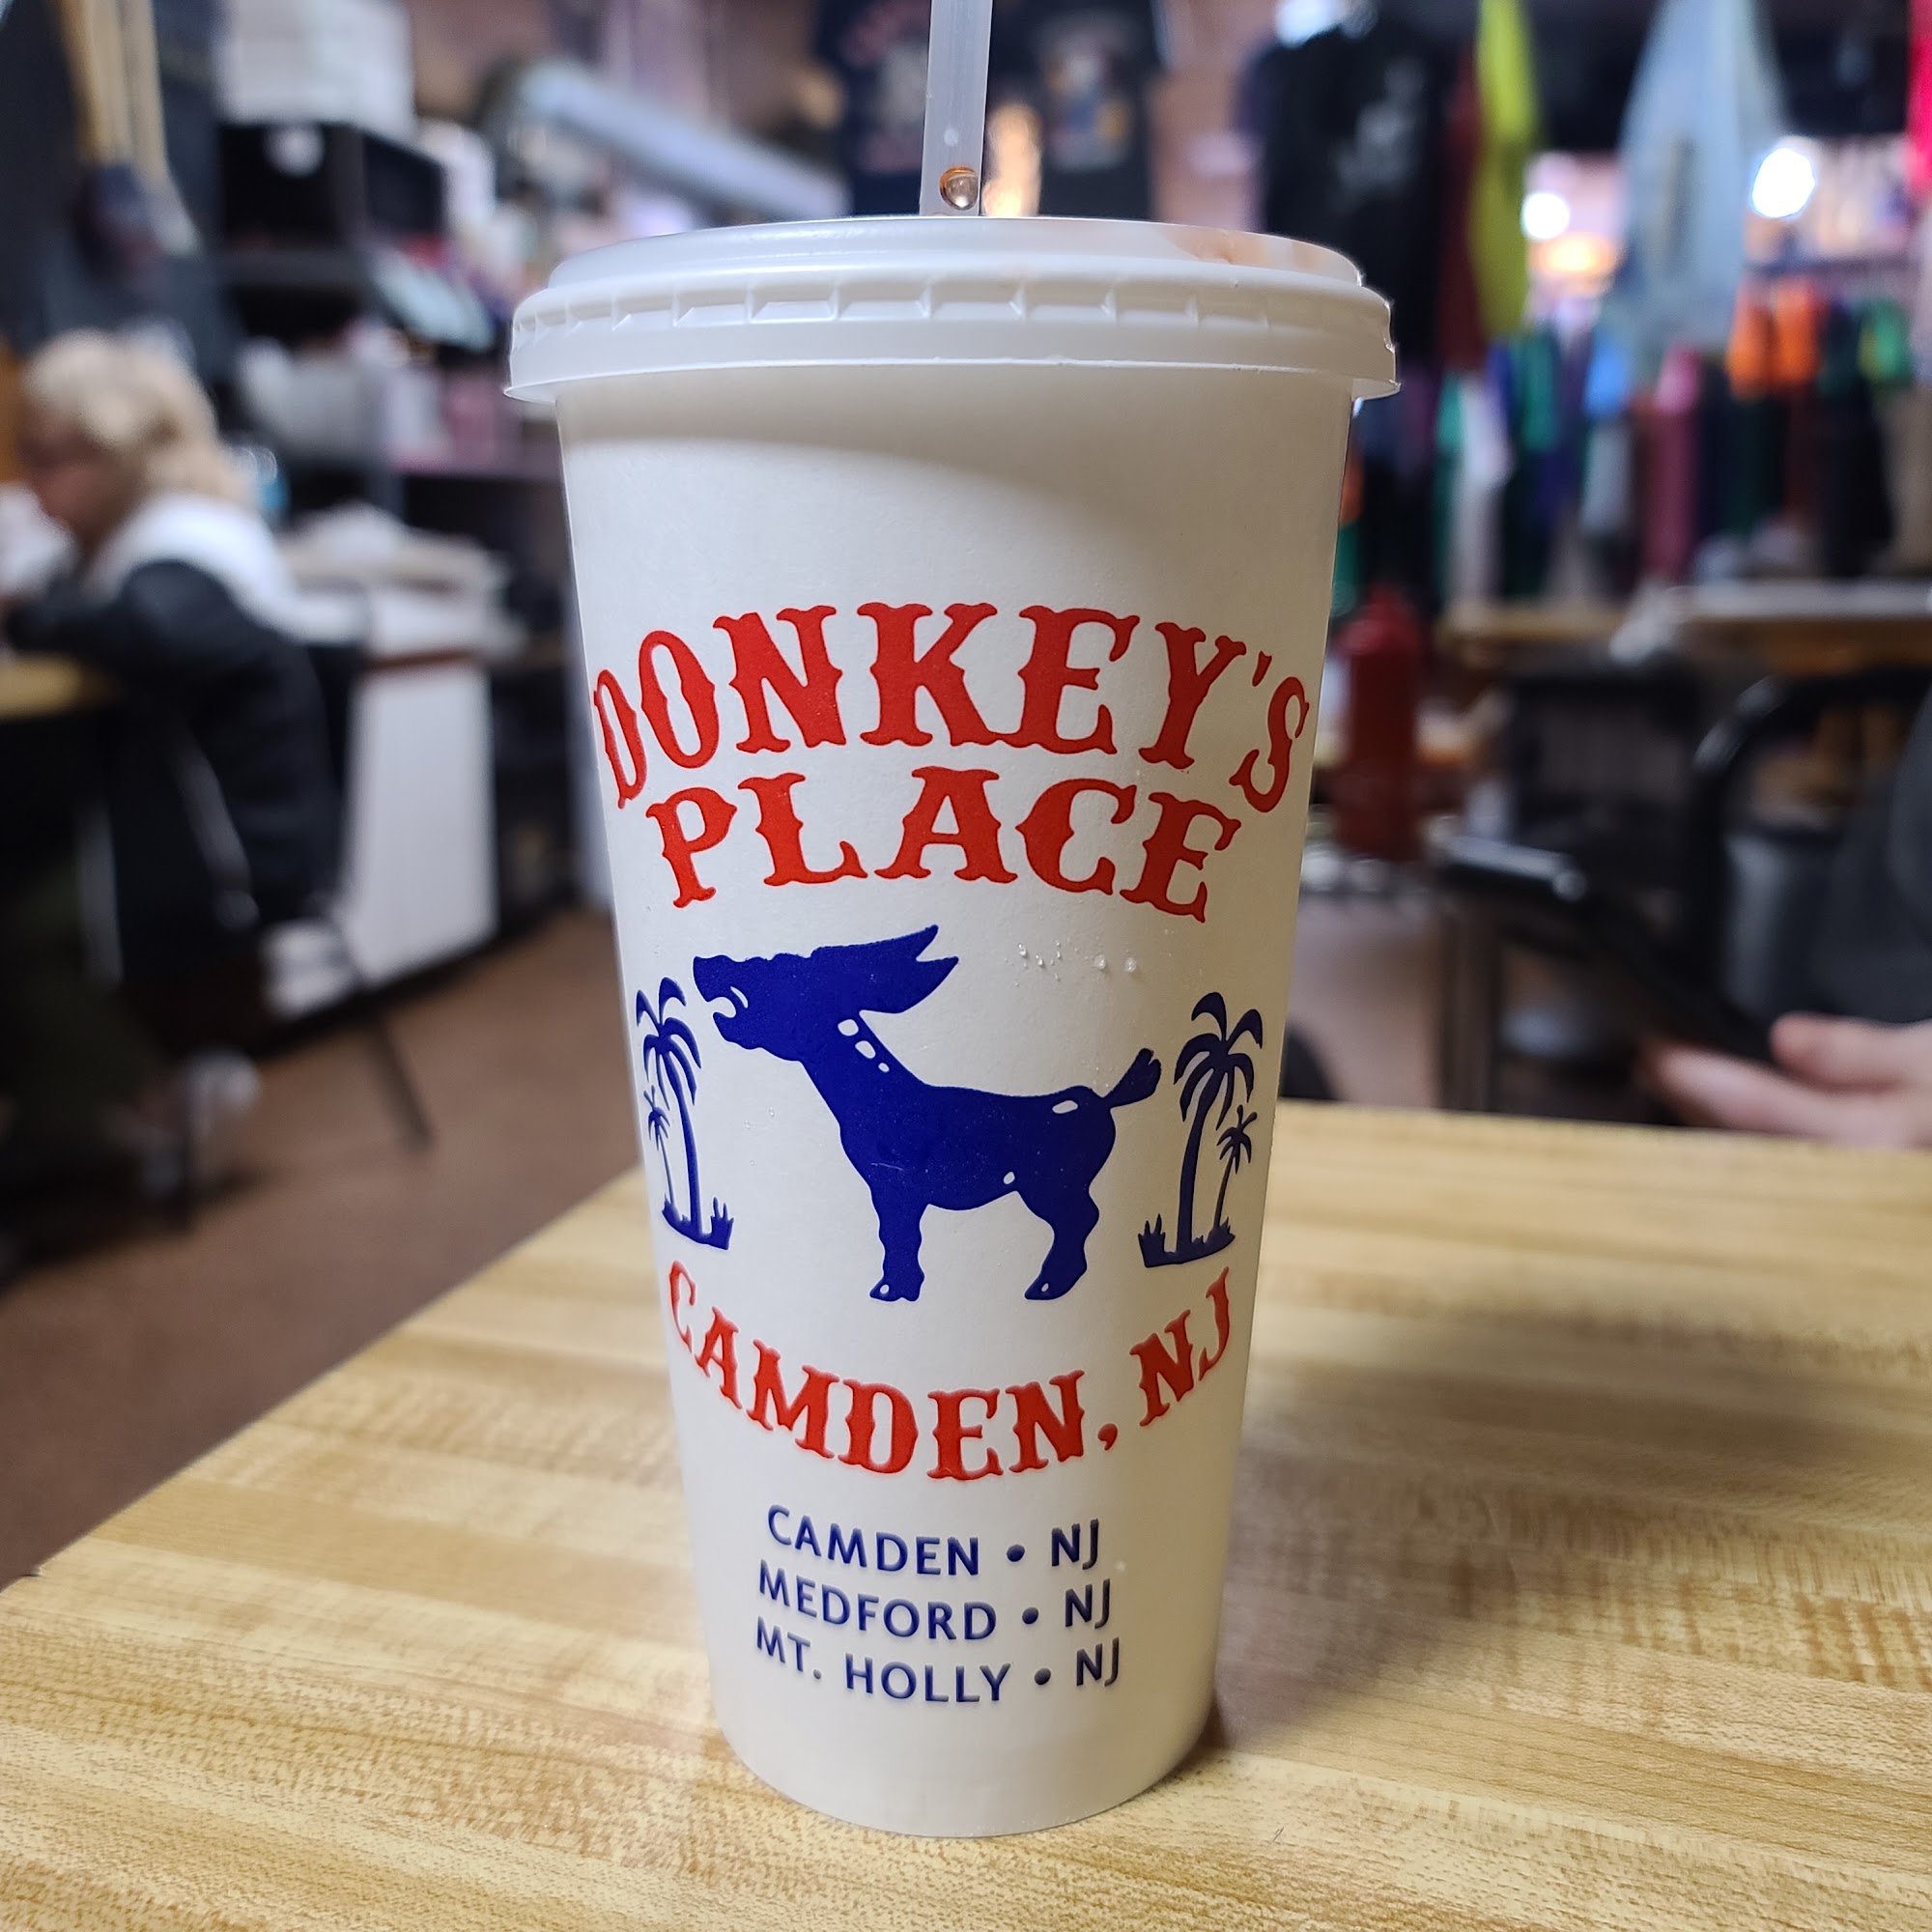 DONKEY'S
PLACE
CAMDEN, NJ
CAMDEN • NJ
MEDFORD • NJ
MT. HOLLY • NJ